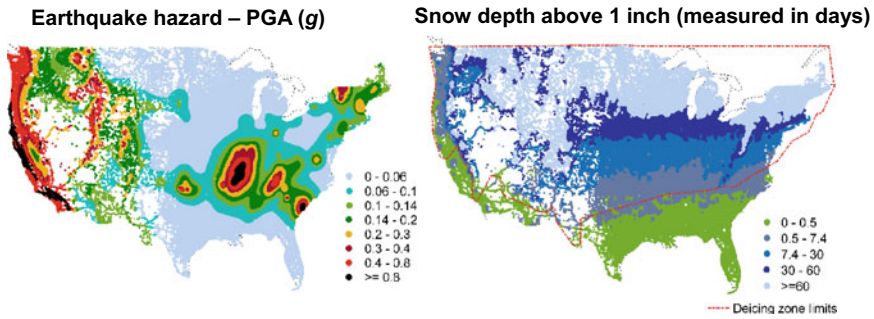 Earthquake hazard – PGA (g)
0 - 0.06
0.06 - 0.1
0.1 - 0.14
0.14 - 0.2
0.2 - 0.3
0.3 - 0.4
0.4 - 0.8
>= 0.8
Snow depth above 1 inch (measured in days)
0 - 0.5
0.5 - 7.4
7.4 - 30
30 - 60
>=60
Deicing zone limits